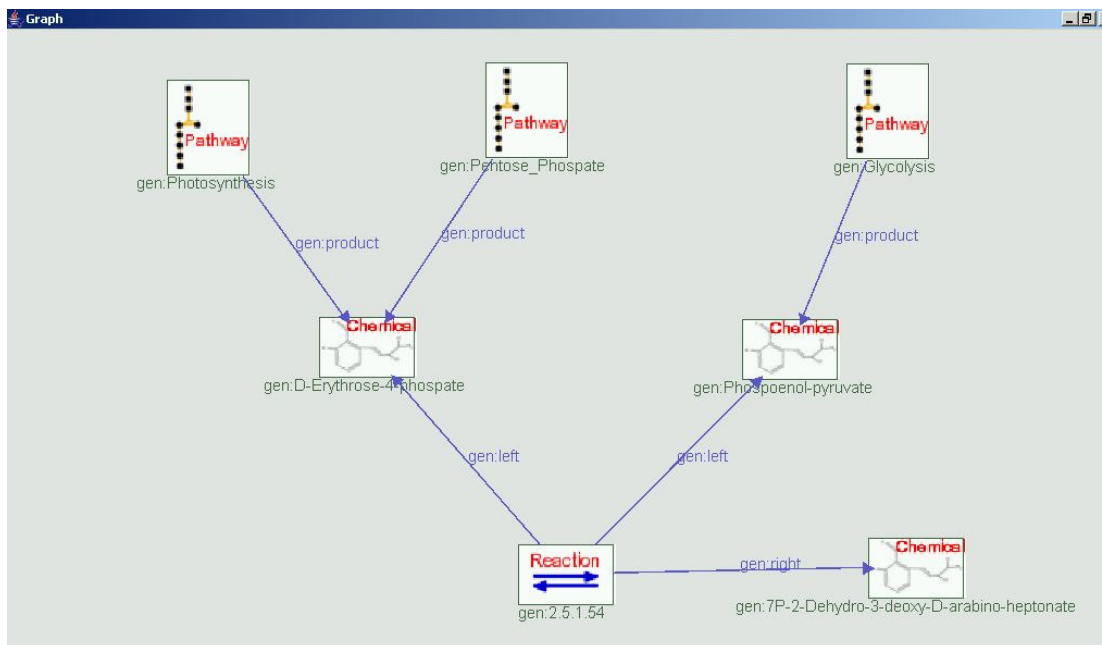 Graph
Pathway
gen:Photosynthesis
Pathway
gen:Pentose_Phospate
Pathway
gen:Glycolysis
gen:product
gen:product
gen:product
Chemical
gen:D-Erythrose-4-phospate
Chemical
gen:Phospoenol-pyruvate
gen:left
gen:left
Reaction
gen:2.5.1.54
gen:right
Chemical
gen:7P-2-Dehydro-3-deoxy-D-arabino-heptonate